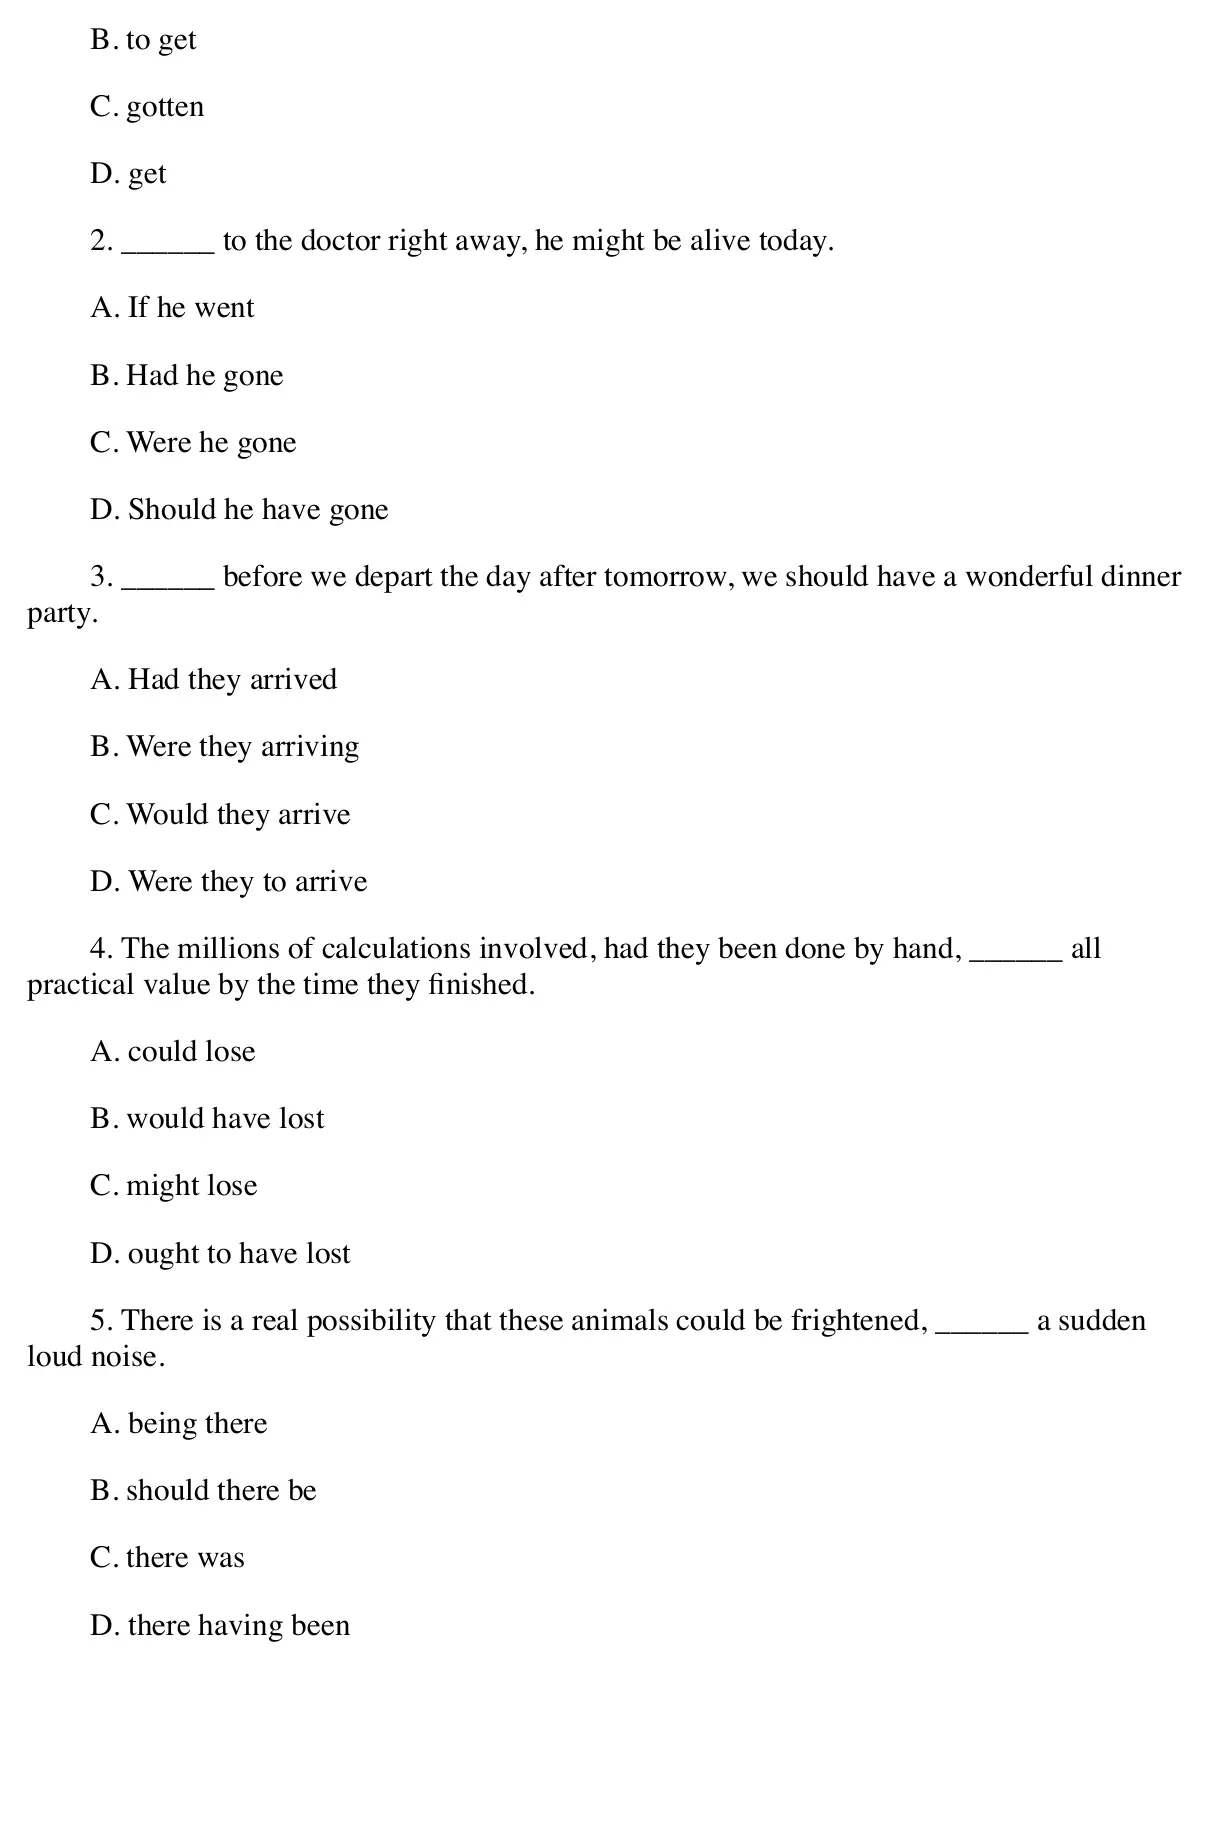 B. to get
C. gotten
D. get
2. ______ to the doctor right away, he might be alive today.
A. If he went
B. Had he gone
C. Were he gone
D. Should he have gone
3. ______ before we depart the day after tomorrow, we should have a wonderful dinner
party.
A. Had they arrived
B. Were they arriving
C. Would they arrive
D. Were they to arrive
4. The millions of calculations involved, had they been done by hand, ______ all
practical value by the time they finished.
A. could lose
B. would have lost
C. might lose
D. ought to have lost
5. There is a real possibility that these animals could be frightened, ______ a sudden
loud noise.
A. being there
B. should there be
C. there was
D. there having been